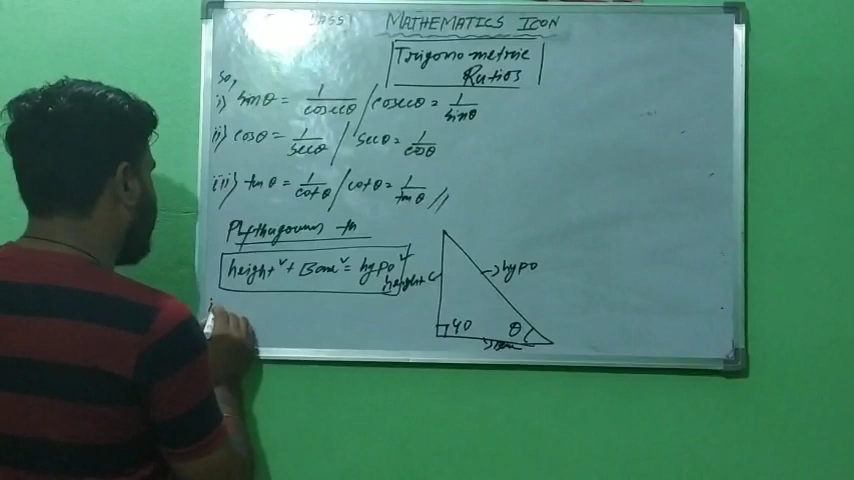 BASS MATHEMATICS ICON
Trigonometric
Ratios
So,
i) sinθ = 1/cosecθ / cosecθ = 1/sinθ
ii) cosθ = 1/secθ / secθ = 1/cosθ
iii) tanθ = 1/cotθ / cotθ = 1/tanθ //
th
height² + Base² = hypo²
height
hypo
90
θ
Base